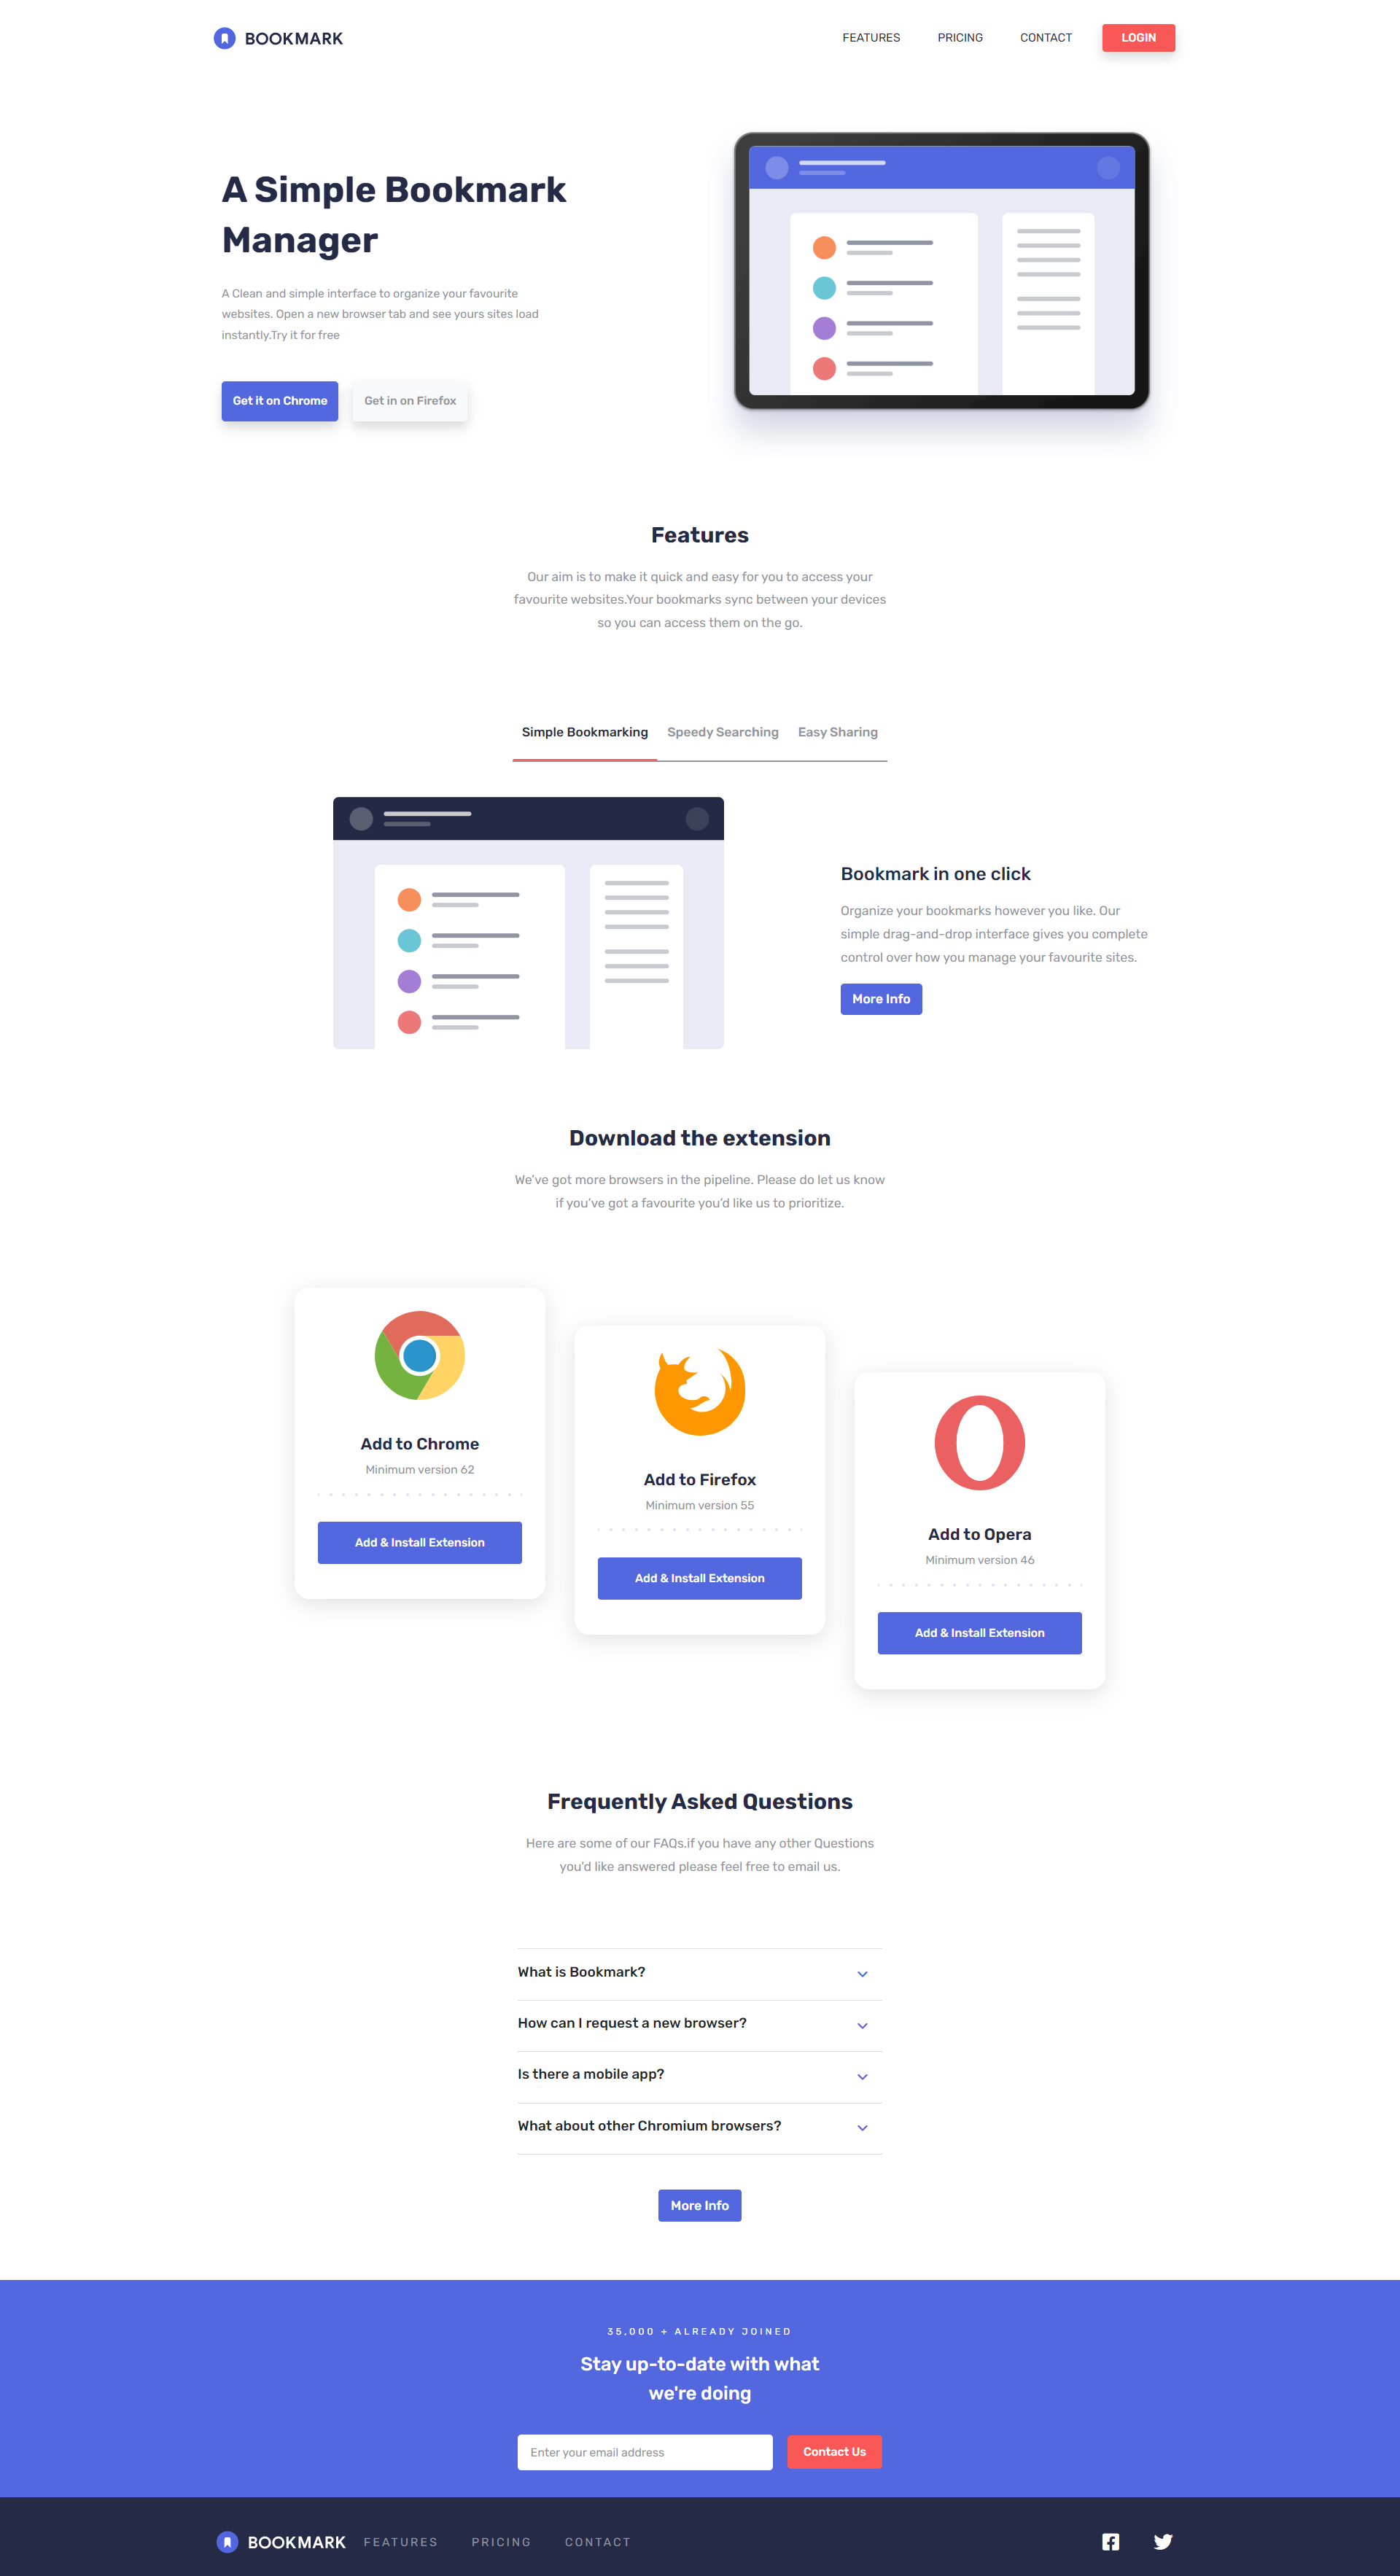 BOOKMARK
FEATURES
PRICING
CONTACT
LOGIN
A Simple Bookmark
Manager
A Clean and simple interface to organize your favourite
websites. Open a new browser tab and see yours sites load
instantly.Try it for free
Get it on Chrome
Get in on Firefox
Features
Our aim is to make it quick and easy for you to access your
favourite websites.Your bookmarks sync between your devices
so you can access them on the go.
Simple Bookmarking
Speedy Searching
Easy Sharing
Bookmark in one click
Organize your bookmarks however you like. Our
simple drag-and-drop interface gives you complete
control over how you manage your favourite sites.
More Info
Download the extension
We've got more browsers in the pipeline. Please do let us know
if you've got a favourite you'd like us to prioritize.
Add to Chrome
Minimum version 62
Add & Install Extension
Add to Firefox
Minimum version 55
Add & Install Extension
Add to Opera
Minimum version 46
Add & Install Extension
Frequently Asked Questions
Here are some of our FAQs.if you have any other Questions
you'd like answered please feel free to email us.
What is Bookmark?
How can I request a new browser?
Is there a mobile app?
What about other Chromium browsers?
More Info
35,000 + ALREADY JOINED
Stay up-to-date with what
we're doing
Enter your email address
Contact Us
BOOKMARK
FEATURES
PRICING
CONTACT